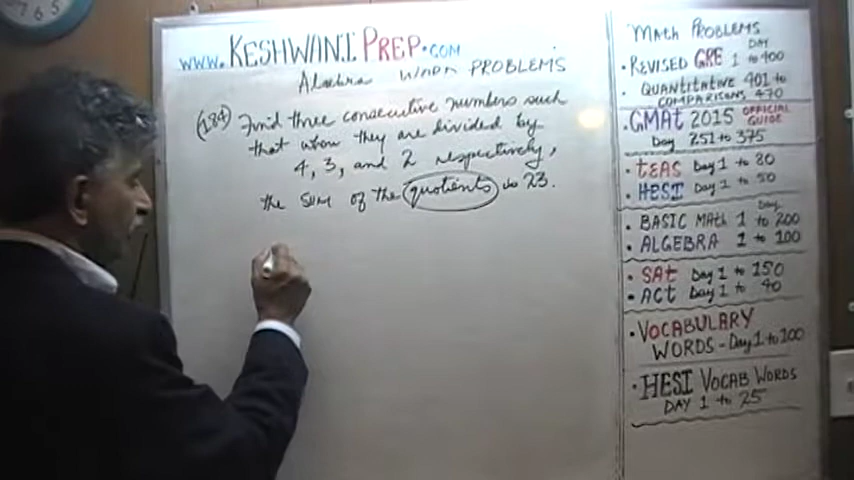 www.KESHWANIPREP.COM
Algebra WORD PROBLEMS
(184) Find three consecutive numbers such
that when they are divided by
4, 3, and 2 respectively,
the sum of the quotients is 23.
MATH PROBLEMS
DAY
• REVISED GRE 1 to 400
• QUANTITATIVE 401 to
COMPARISONS 470
• GMAT 2015 OFFICIAL GUIDE
Day 251 to 375
• TEAS Day 1 to 80
• HESI Day 1 to 50
DAY
• BASIC MATH 1 to 200
• ALGEBRA 1 to 100
• SAT Day 1 to 150
• ACT Day 1 to 40
• VOCABULARY
WORDS - Day 1 to 100
• HESI VOCAB WORDS
DAY 1 to 25